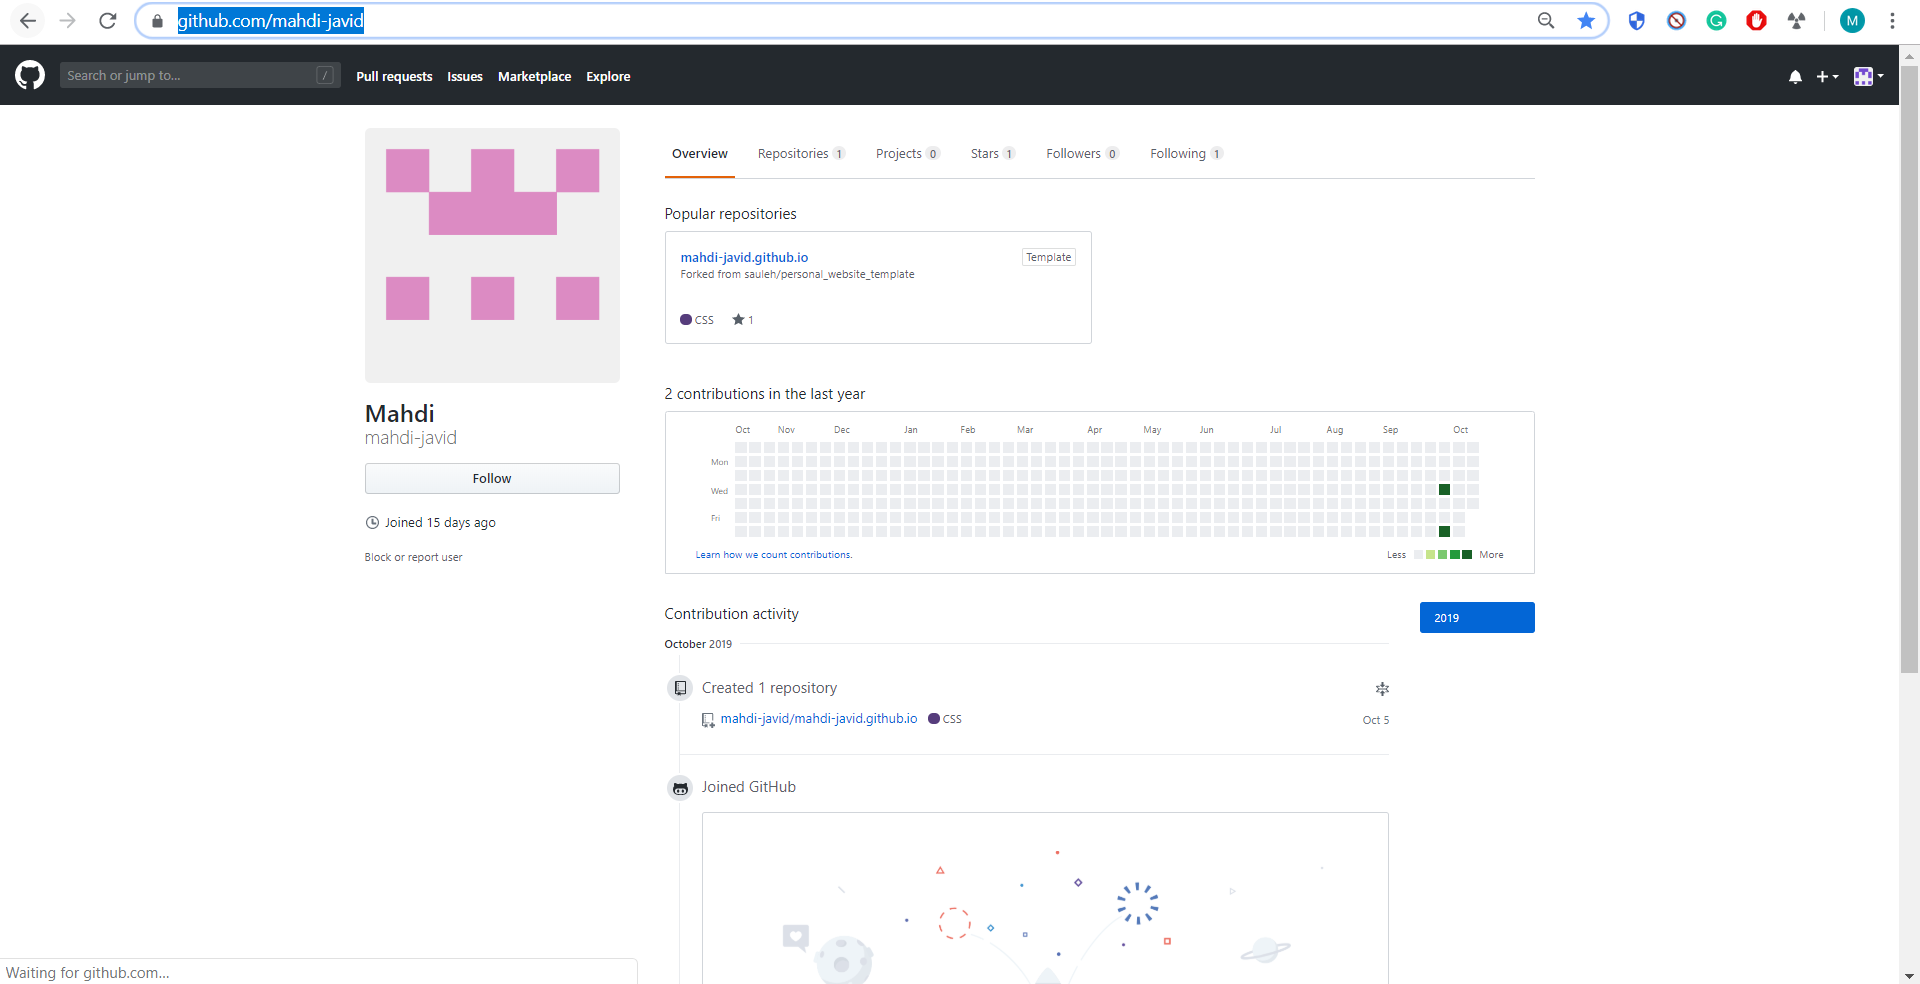 github.com/mahdi-javid
M
Search or jump to...
/
Pull requests Issues Marketplace Explore
Overview Repositories 1 Projects 0 Stars 1 Followers 0 Following 1
Popular repositories
mahdi-javid.github.io Template
Forked from sauleh/personal_website_template
CSS 1
Mahdi
mahdi-javid
Follow
Joined 15 days ago
Block or report user
2 contributions in the last year
Oct Nov Dec Jan Feb Mar Apr May Jun Jul Aug Sep Oct
Mon
Wed
Fri
Learn how we count contributions. Less More
Contribution activity
2019
October 2019
Created 1 repository
mahdi-javid/mahdi-javid.github.io CSS Oct 5
Joined GitHub
Waiting for github.com...